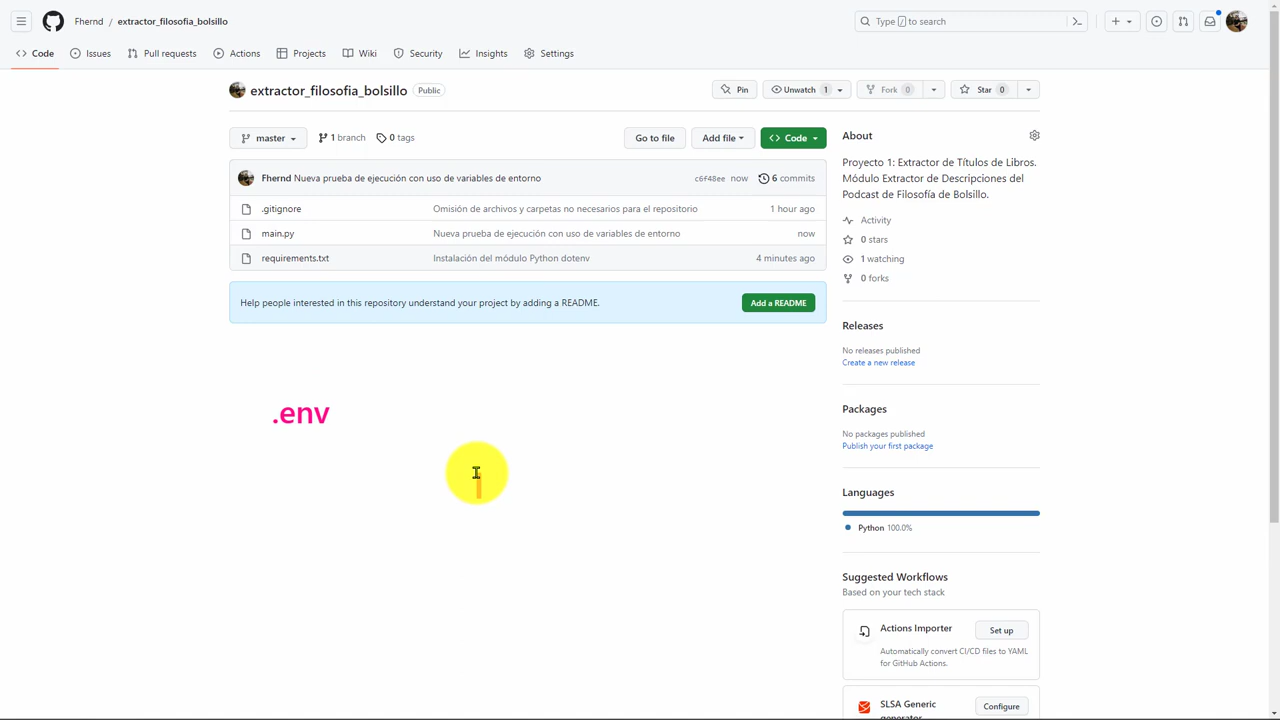 Fhernd / extractor_filosofia_bolsillo
Type / to search
Code Issues Pull requests Actions Projects Wiki Security Insights Settings
extractor_filosofia_bolsillo Public
Pin Unwatch 1 Fork 0 Star 0
master 1 branch 0 tags Go to file Add file Code
Fhernd Nueva prueba de ejecución con uso de variables de entorno c6f48ee now 6 commits
.gitignore Omisión de archivos y carpetas no necesarios para el repositorio 1 hour ago
main.py Nueva prueba de ejecución con uso de variables de entorno now
requirements.txt Instalación del módulo Python dotenv 4 minutes ago
Help people interested in this repository understand your project by adding a README. Add a README
.env
About
Proyecto 1: Extractor de Títulos de Libros.
Módulo Extractor de Descripciones del
Podcast de Filosofía de Bolsillo.
Activity
0 stars
1 watching
0 forks
Releases
No releases published
Create a new release
Packages
No packages published
Publish your first package
Languages
Python 100.0%
Suggested Workflows
Based on your tech stack
Actions Importer Set up
Automatically convert CI/CD files to YAML
for GitHub Actions.
SLSA Generic Configure
generator